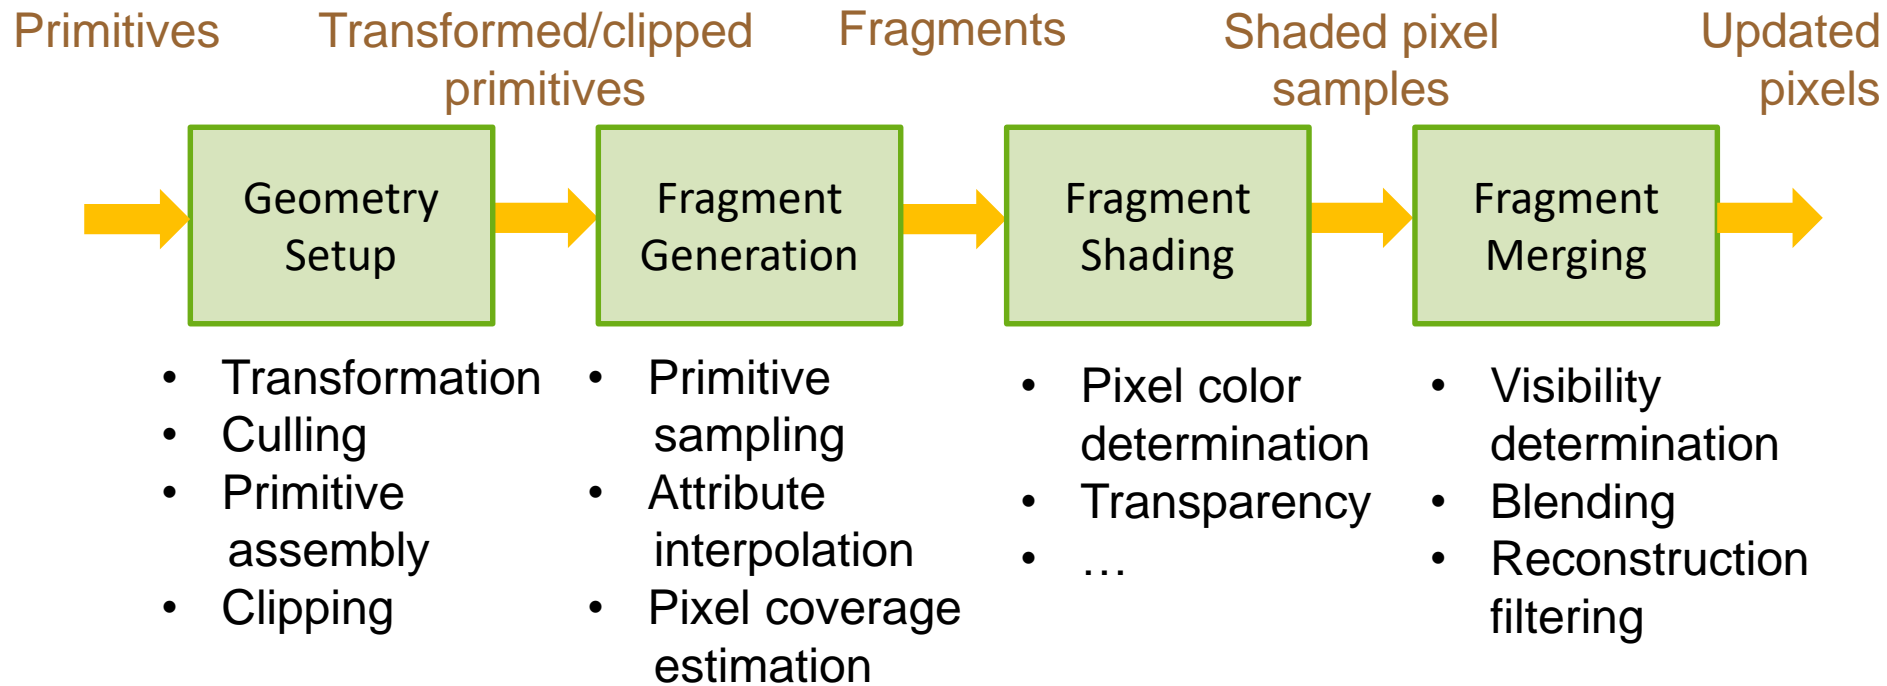 Primitives
Transformed/clipped
primitives
Fragments
Shaded pixel
samples
Updated
pixels
Geometry
Setup
Fragment
Generation
Fragment
Shading
Fragment
Merging
• Transformation
• Culling
• Primitive
assembly
• Clipping
• Primitive
sampling
• Attribute
interpolation
• Pixel coverage
estimation
• Pixel color
determination
• Transparency
• …
• Visibility
determination
• Blending
• Reconstruction
filtering